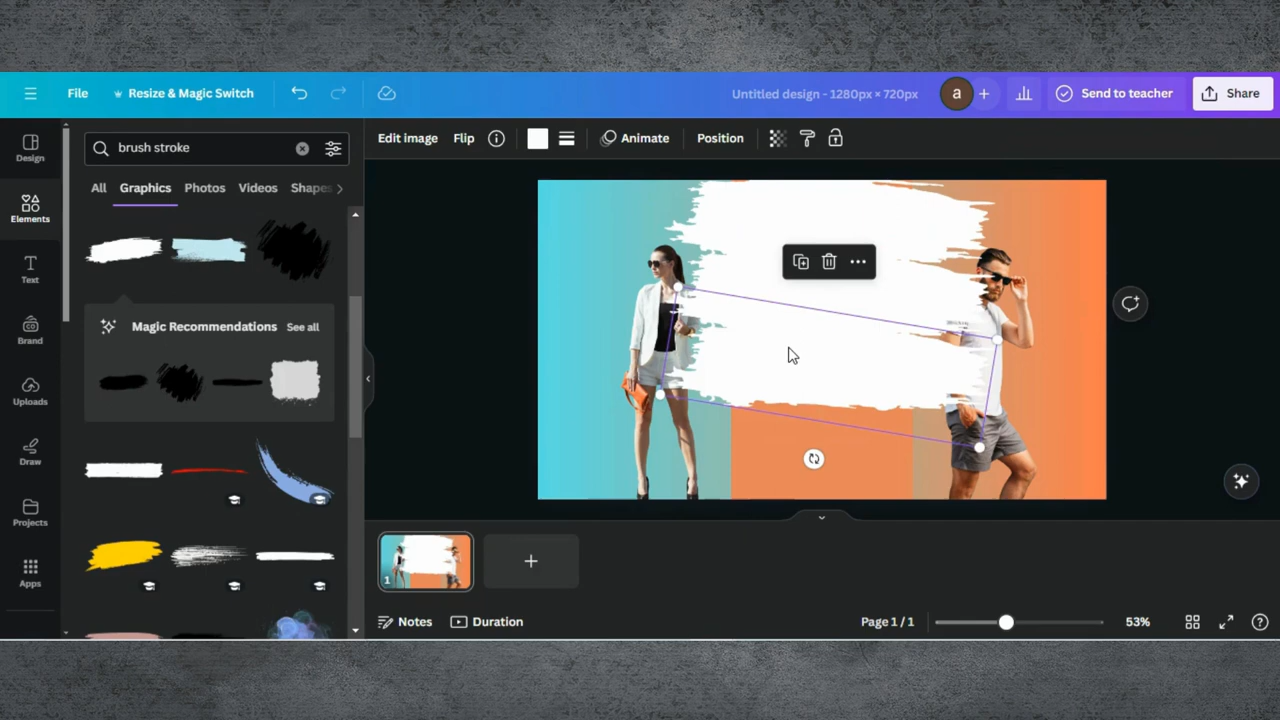 File
Resize & Magic Switch
Untitled design - 1280px × 720px
a
Send to teacher
Share
Design
Elements
Text
Brand
Uploads
Draw
Projects
Apps
brush stroke
All Graphics Photos Videos Shapes
Magic Recommendations See all
Edit image Flip Animate Position
1
Notes Duration
Page 1 / 1
53%